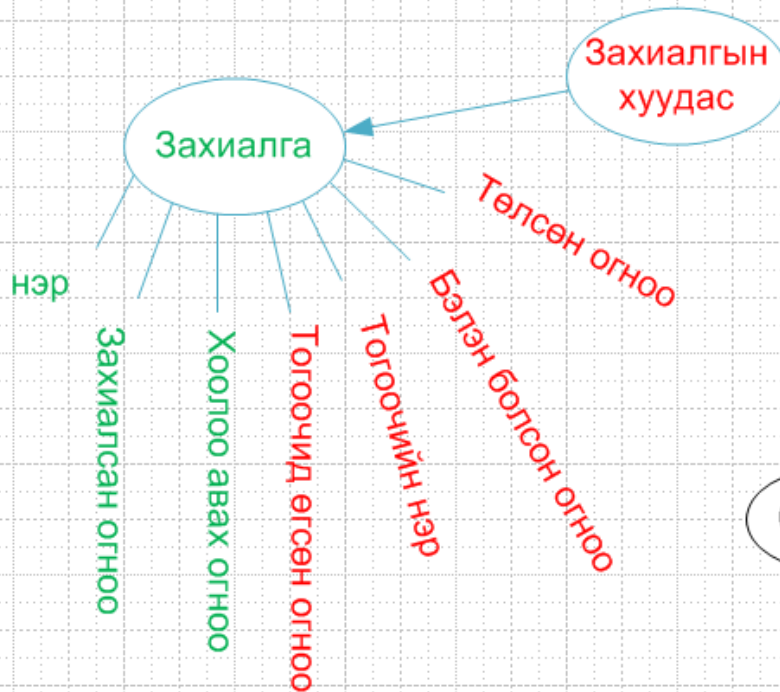 Захиалгын
хуудас
Захиалга
нэр
Захиалсан огноо
Хоолоо авах огноо
Тогоочид өгсөн огноо
Тогоочийн нэр
Бэлэн болсон огноо
Төлсөн огноо